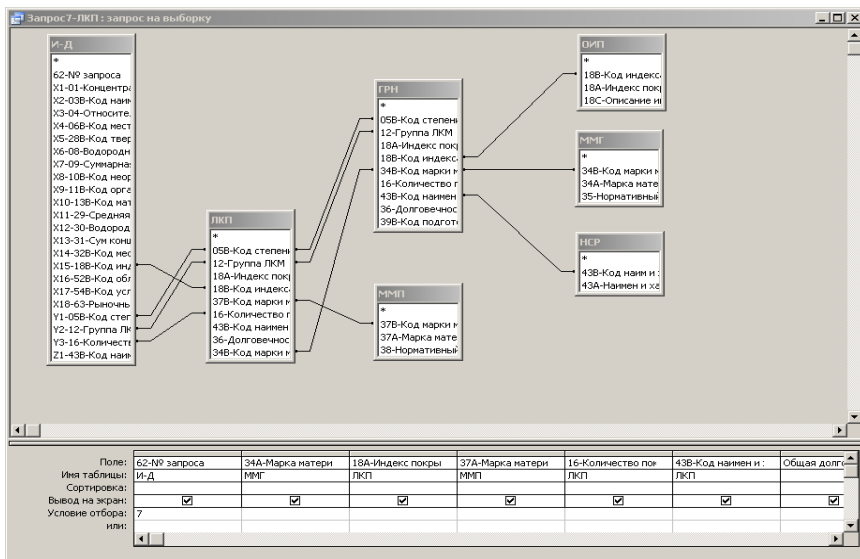 Запрос7-ЛКП : запрос на выборку
И-Д
*
62-№ запроса
X1-01-Концентра
X2-03В-Код наим
X3-04-Относите.
X4-06В-Код мест
X5-28В-Код твер
X6-08-Водородн
X7-09-Суммарна
X8-10В-Код неор
X9-11В-Код орга
X10-13В-Код мат
X11-29-Средняя
X12-30-Водород
X13-31-Сум конц
X14-32В-Код мес
X15-18В-Код инд
X16-52В-Код обл
X17-54В-Код усл
X18-63-Рыночнь
Y1-05В-Код степ
Y2-12-Группа ЛК
Y3-16-Количеств
Z1-43В-Код наим
ЛКП
*
05В-Код степен
12-Группа ЛКМ
18А-Индекс покр
18В-Код индекс
37В-Код марки м
16-Количество п
43В-Код наимен
36-Долговечнос
34В-Код марки м
ГРН
*
05В-Код степен
12-Группа ЛКМ
18А-Индекс покр
18В-Код индекс
34В-Код марки м
16-Количество п
43В-Код наимен
36-Долговечнос
39В-Код подгот
ММП
*
37В-Код марки м
37А-Марка мате
38-Нормативный
ОИП
*
18В-Код индекс
18А-Индекс покр
18С-Описание и
ММГ
*
34В-Код марки м
34А-Марка мате
35-Нормативный
НСР
*
43В-Код наим и
43А-Наимен и ха
Поле: 62-№ запроса 34А-Марка матери 18А-Индекс покры 37А-Марка матери 16-Количество пок 43В-Код наимен и : Общая долго
Имя таблицы: И-Д ММГ ЛКП ММП ЛКП ЛКП
Сортировка:
Вывод на экран:
Условие отбора: 7
или: